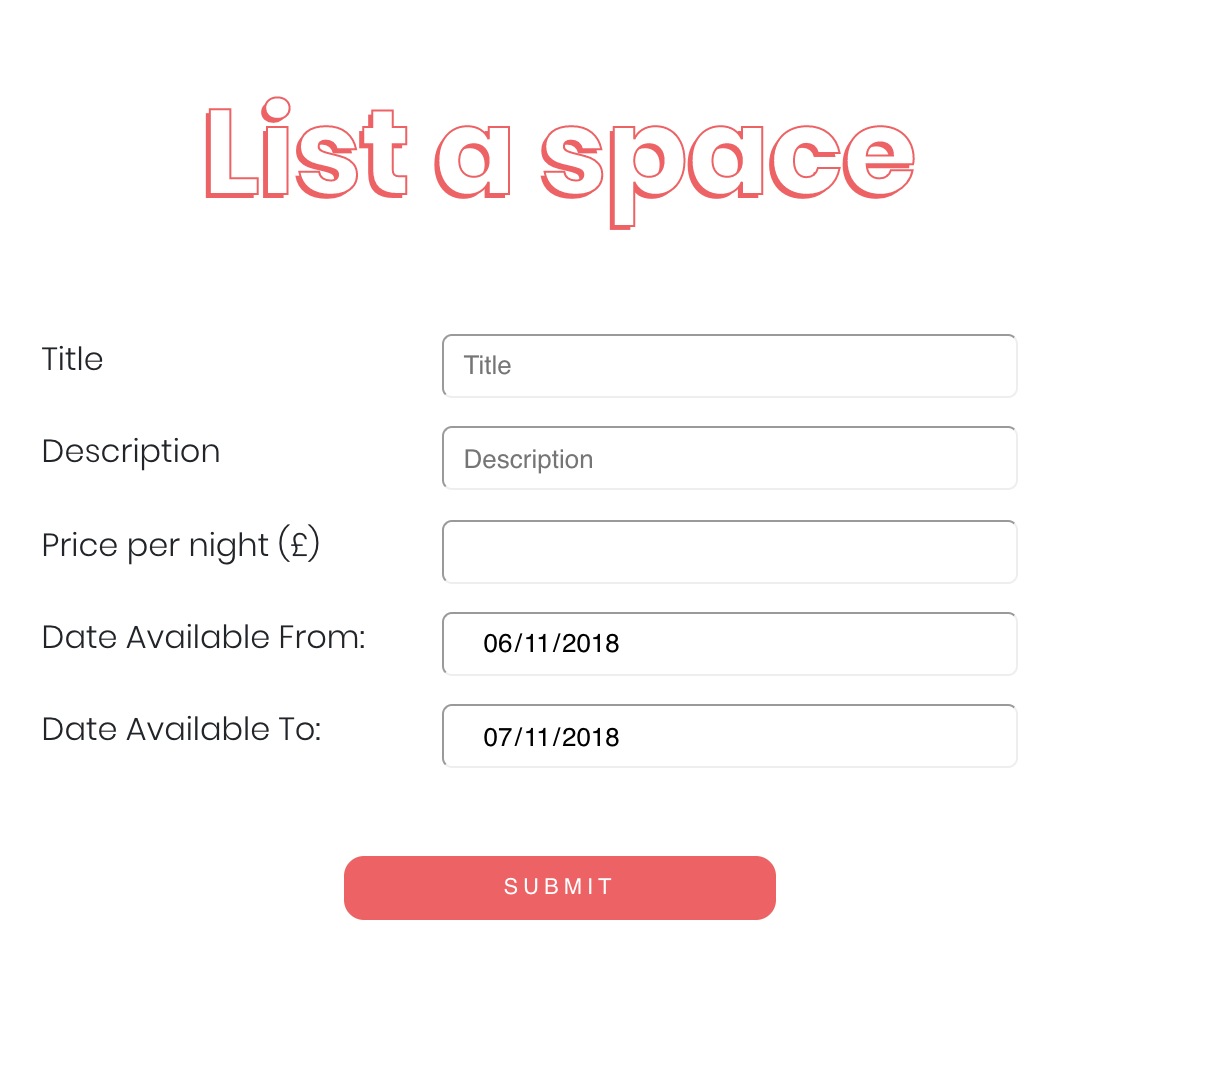 List a space
Title
Title
Description
Description
Price per night (£)
Date Available From:
06/11/2018
Date Available To:
07/11/2018
SUBMIT